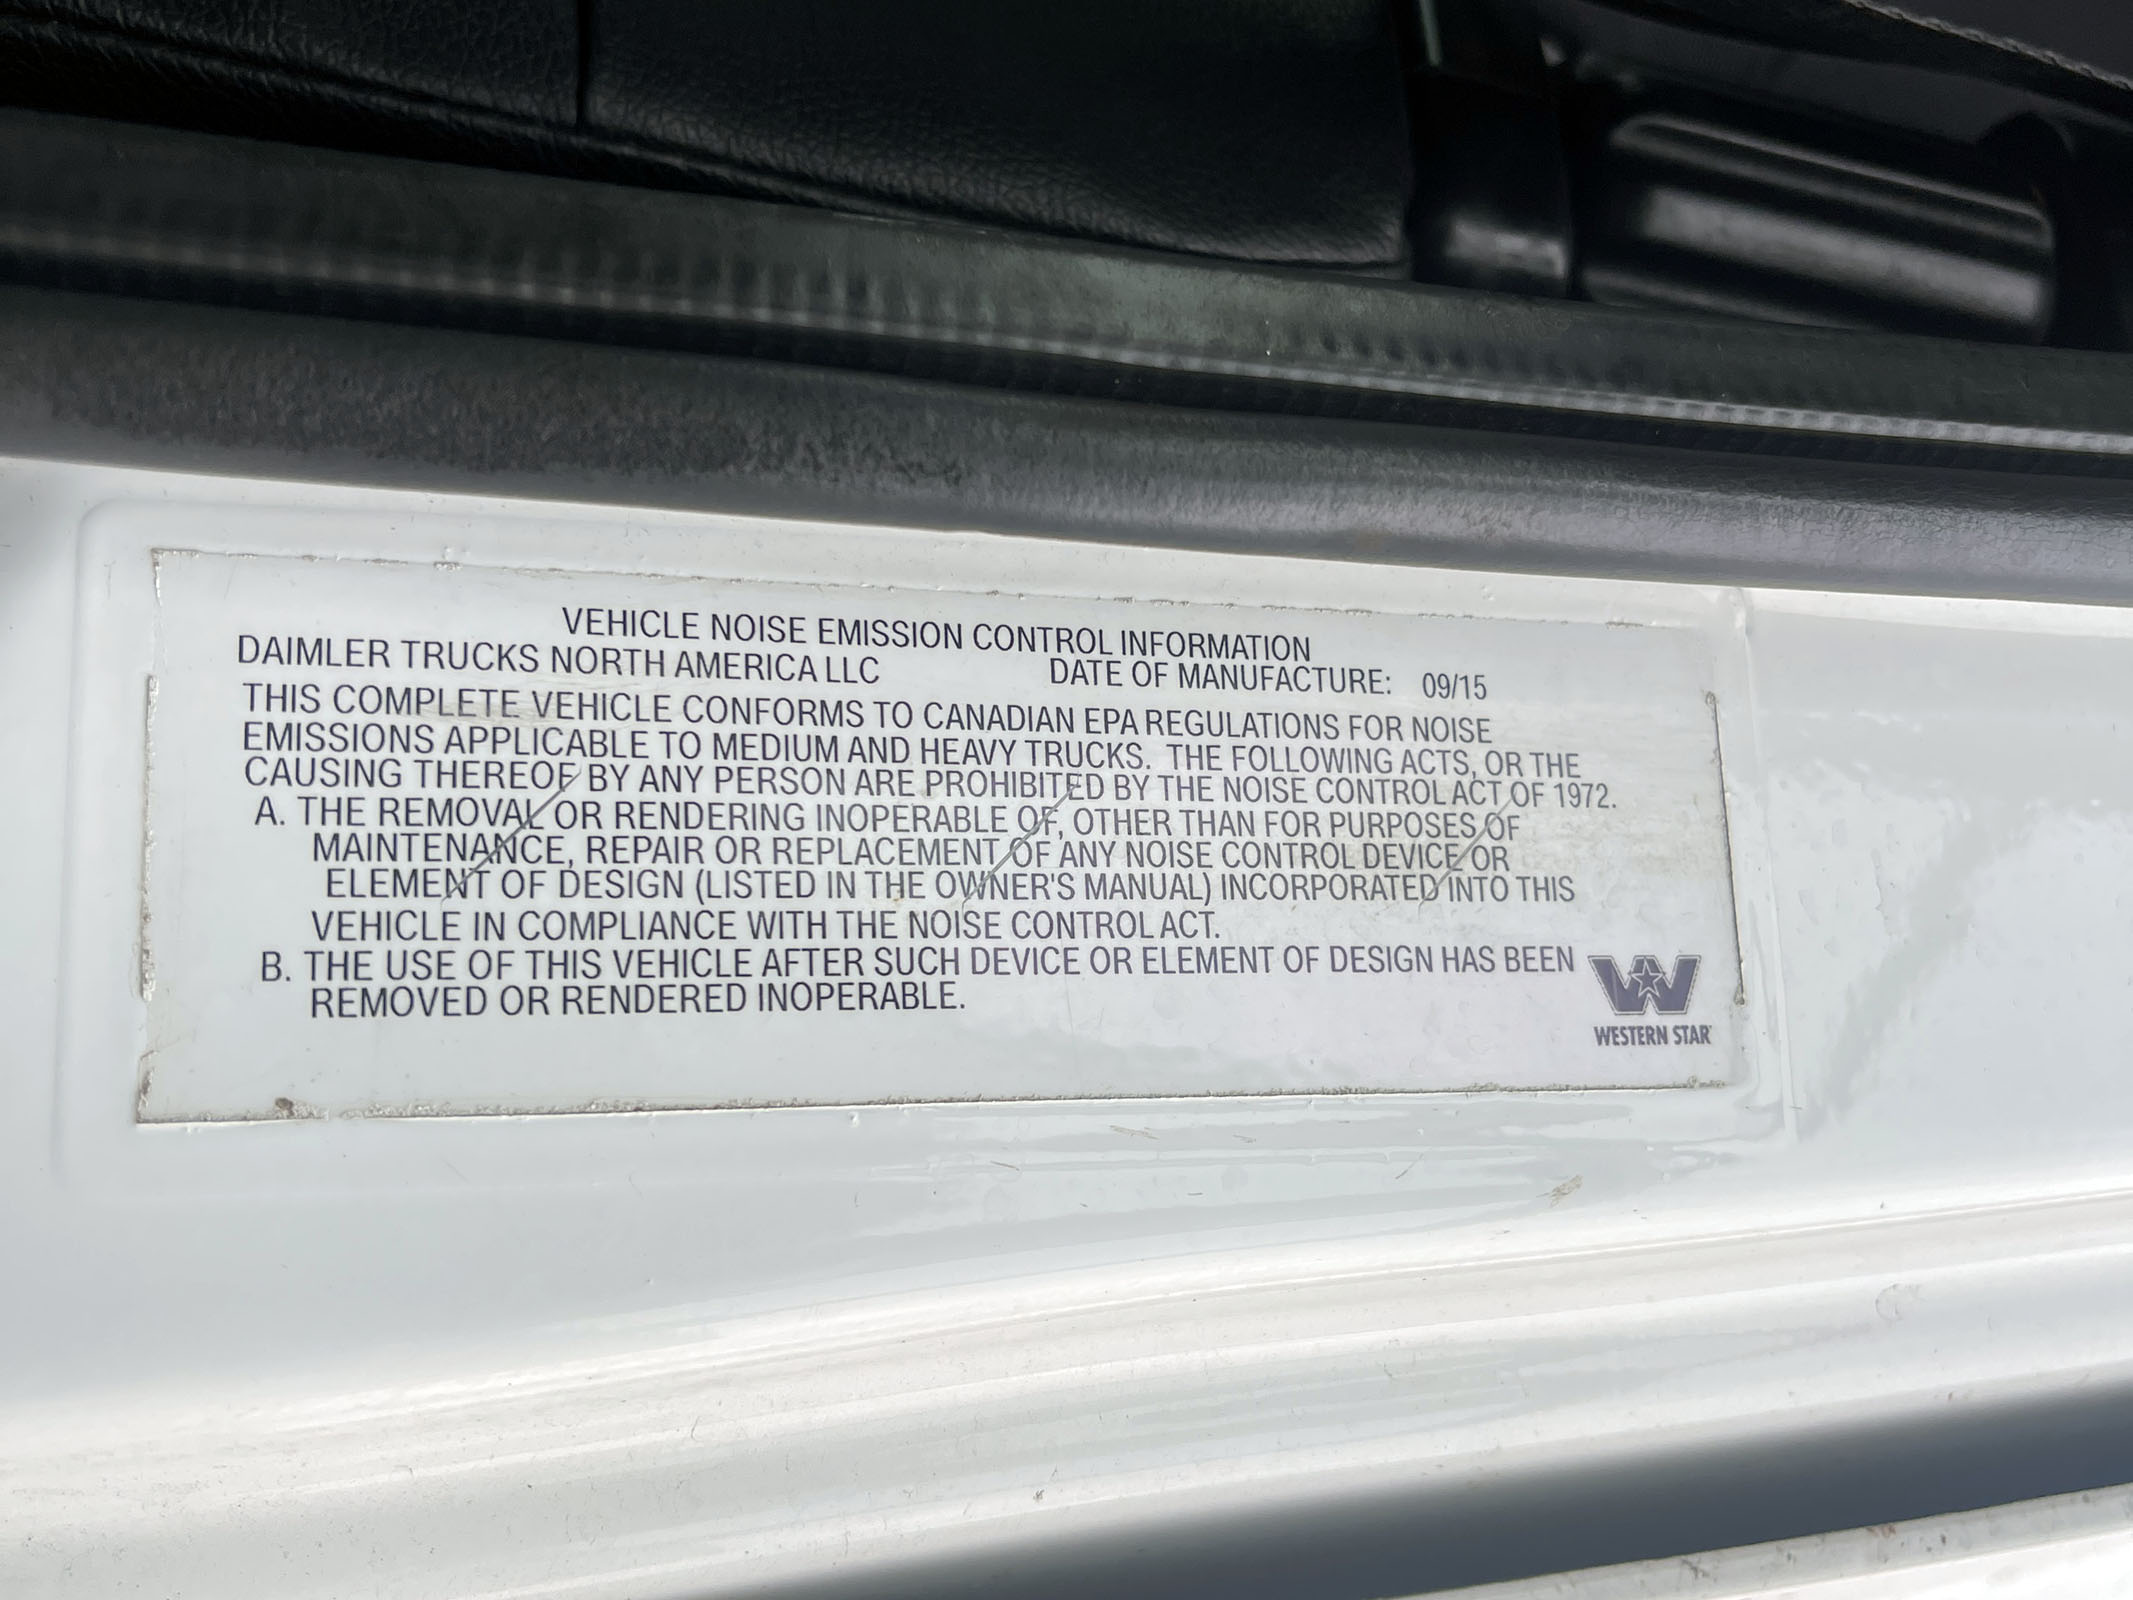 VEHICLE NOISE EMISSION CONTROL INFORMATION
DAIMLER TRUCKS NORTH AMERICA LLC DATE OF MANUFACTURE: 09/15
THIS COMPLETE VEHICLE CONFORMS TO CANADIAN EPA REGULATIONS FOR NOISE
EMISSIONS APPLICABLE TO MEDIUM AND HEAVY TRUCKS. THE FOLLOWING ACTS, OR THE
CAUSING THEREOF BY ANY PERSON ARE PROHIBITED BY THE NOISE CONTROL ACT OF 1972.
A. THE REMOVAL OR RENDERING INOPERABLE OF, OTHER THAN FOR PURPOSES OF
MAINTENANCE, REPAIR OR REPLACEMENT OF ANY NOISE CONTROL DEVICE OR
ELEMENT OF DESIGN (LISTED IN THE OWNER'S MANUAL) INCORPORATED INTO THIS
VEHICLE IN COMPLIANCE WITH THE NOISE CONTROL ACT.
B. THE USE OF THIS VEHICLE AFTER SUCH DEVICE OR ELEMENT OF DESIGN HAS BEEN
REMOVED OR RENDERED INOPERABLE.
WESTERN STAR